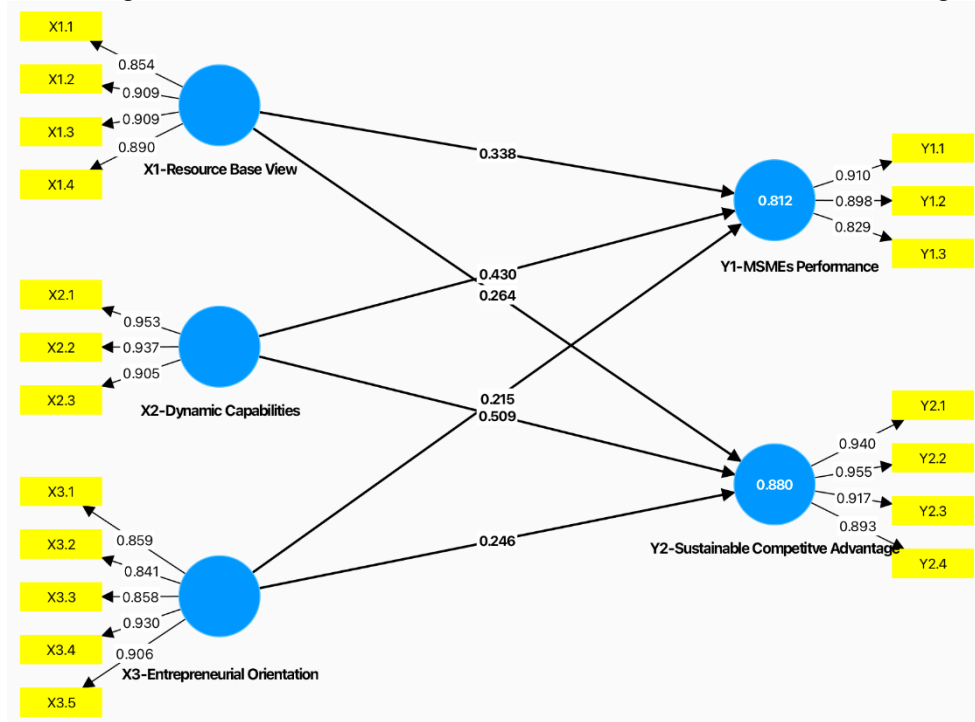 X1.1
X1.2
X1.3
X1.4
0.854
0.909
0.909
0.890
X1-Resource Base View
X2.1
X2.2
X2.3
0.953
0.937
0.905
X2-Dynamic Capabilities
X3.1
X3.2
X3.3
X3.4
X3.5
0.859
0.841
0.858
0.930
0.906
X3-Entrepreneurial Orientation
0.338
0.430
0.264
0.215
0.509
0.246
0.812
Y1-MSMEs Performance
0.910
0.898
0.829
Y1.1
Y1.2
Y1.3
0.880
Y2-Sustainable Competitve Advantage
0.940
0.955
0.917
0.893
Y2.1
Y2.2
Y2.3
Y2.4